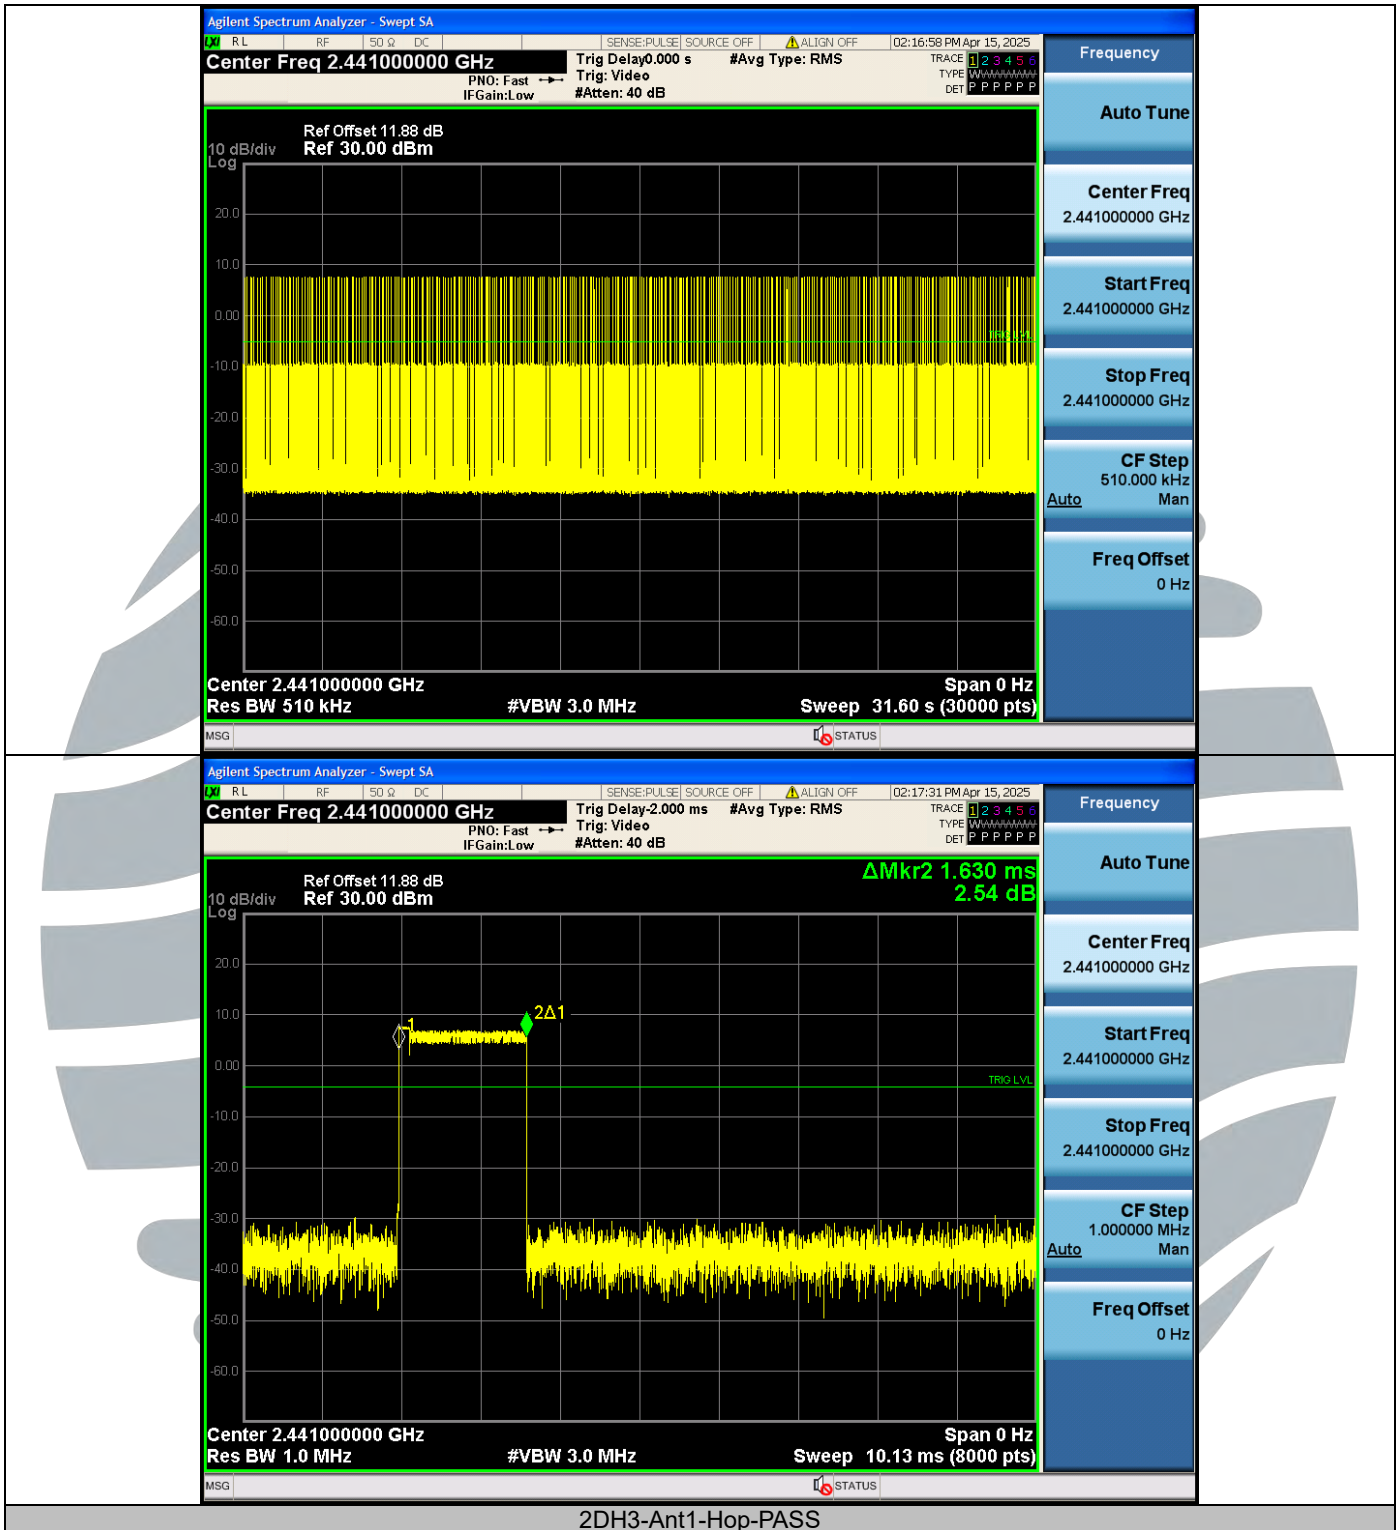 Agilent Spectrum Analyzer - Swept SA
LXI RL RF 50 Ω DC SENSE:PULSE SOURCE OFF ALIGN OFF 02:16:58 PM Apr 15, 2025
Center Freq 2.441000000 GHz
PNO: Fast
IFGain:Low
Trig Delay0.000 s
Trig: Video
#Atten: 40 dB
#Avg Type: RMS
TRACE 1 2 3 4 5 6
TYPE WWWWWW
DET P P P P P P
Ref Offset 11.88 dB
10 dB/div Ref 30.00 dBm
Log
20.0
10.0
0.00
TRIG LVL
-10.0
-20.0
-30.0
-40.0
-50.0
-60.0
Center 2.441000000 GHz Span 0 Hz
Res BW 510 kHz #VBW 3.0 MHz Sweep 31.60 s (30000 pts)
MSG STATUS
Frequency
Auto Tune
Center Freq
2.441000000 GHz
Start Freq
2.441000000 GHz
Stop Freq
2.441000000 GHz
CF Step
510.000 kHz
Auto Man
Freq Offset
0 Hz
Agilent Spectrum Analyzer - Swept SA
LXI RL RF 50 Ω DC SENSE:PULSE SOURCE OFF ALIGN OFF 02:17:31 PM Apr 15, 2025
Center Freq 2.441000000 GHz
PNO: Fast
IFGain:Low
Trig Delay-2.000 ms
Trig: Video
#Atten: 40 dB
#Avg Type: RMS
TRACE 1 2 3 4 5 6
TYPE WWWWWW
DET P P P P P P
ΔMkr2 1.630 ms
2.54 dB
Ref Offset 11.88 dB
10 dB/div Ref 30.00 dBm
Log
20.0
10.0
1
2Δ1
0.00
TRIG LVL
-10.0
-20.0
-30.0
-40.0
-50.0
-60.0
Center 2.441000000 GHz Span 0 Hz
Res BW 1.0 MHz #VBW 3.0 MHz Sweep 10.13 ms (8000 pts)
MSG STATUS
Frequency
Auto Tune
Center Freq
2.441000000 GHz
Start Freq
2.441000000 GHz
Stop Freq
2.441000000 GHz
CF Step
1.000000 MHz
Auto Man
Freq Offset
0 Hz
2DH3-Ant1-Hop-PASS